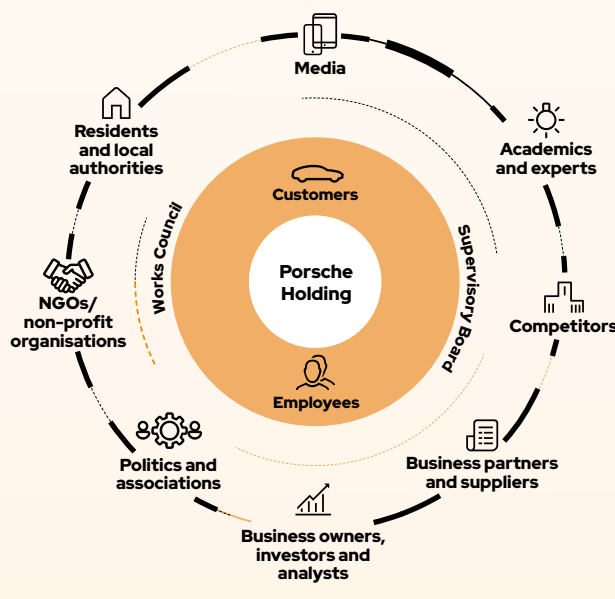 Media
Residents
and local
authorities
Academics
and experts
Customers
Works Council
Supervisory Board
Porsche
Holding
NGOs/
non-profit
organisations
Competitors
Employees
Politics and
associations
Business partners
and suppliers
Business owners,
investors and
analysts